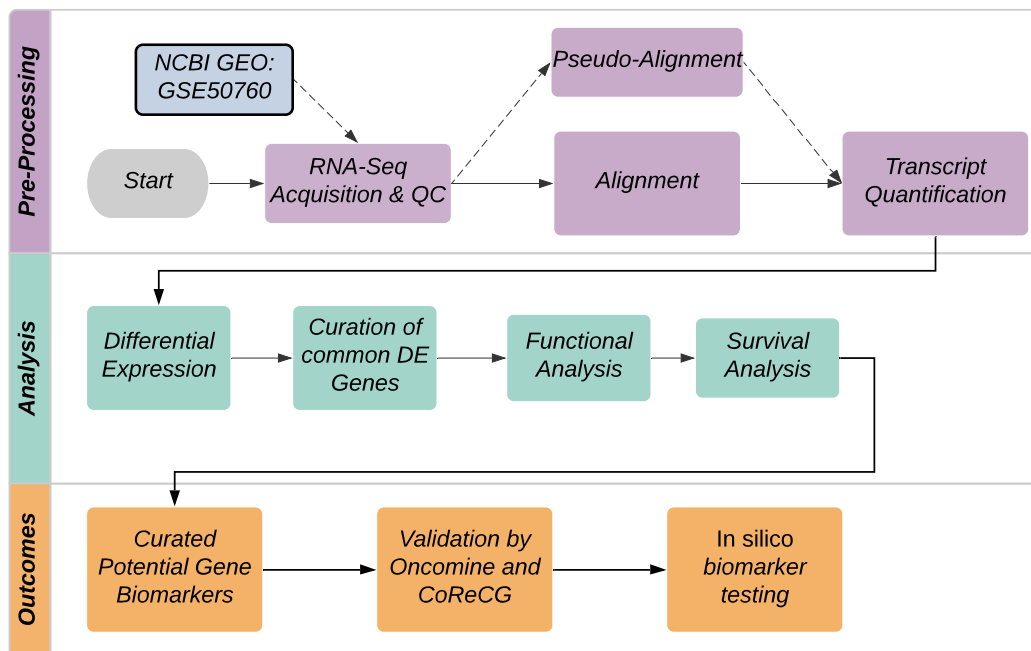 Pre-Processing
NCBI GEO:
GSE50760
Start
RNA-Seq
Acquisition & QC
Pseudo-Alignment
Alignment
Transcript
Quantification
Analysis
Differential
Expression
Curation of
common DE
Genes
Functional
Analysis
Survival
Analysis
Outcomes
Curated
Potential Gene
Biomarkers
Validation by
Oncomine and
CoReCG
In silico
biomarker
testing